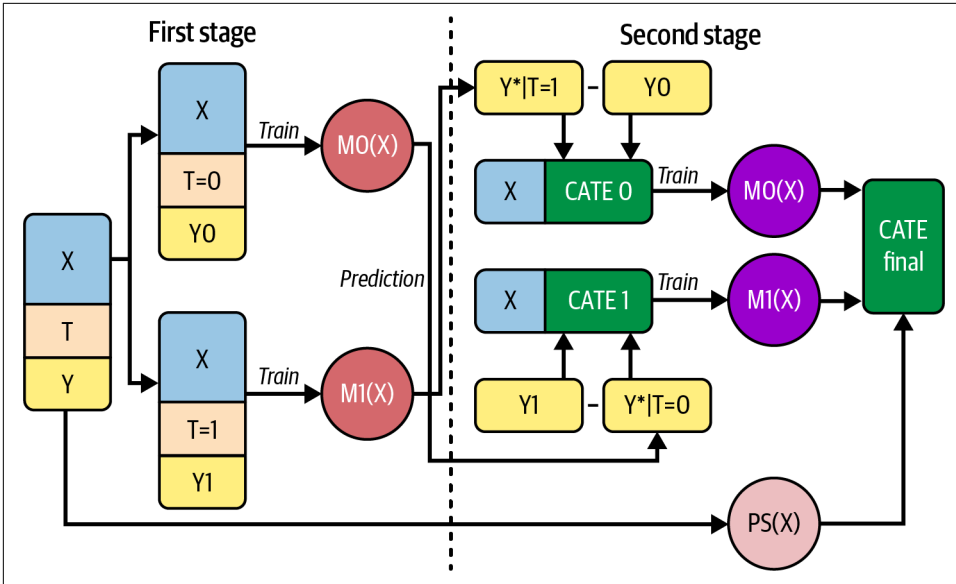 First stage
X
T
Y
X
T=0
Y0
Train
M0(X)
X
T=1
Y1
Train
M1(X)
Prediction
Second stage
Y*|T=1 - Y0
X CATE 0
Train
M0(X)
X CATE 1
Train
M1(X)
Y1 - Y*|T=0
CATE
final
PS(X)